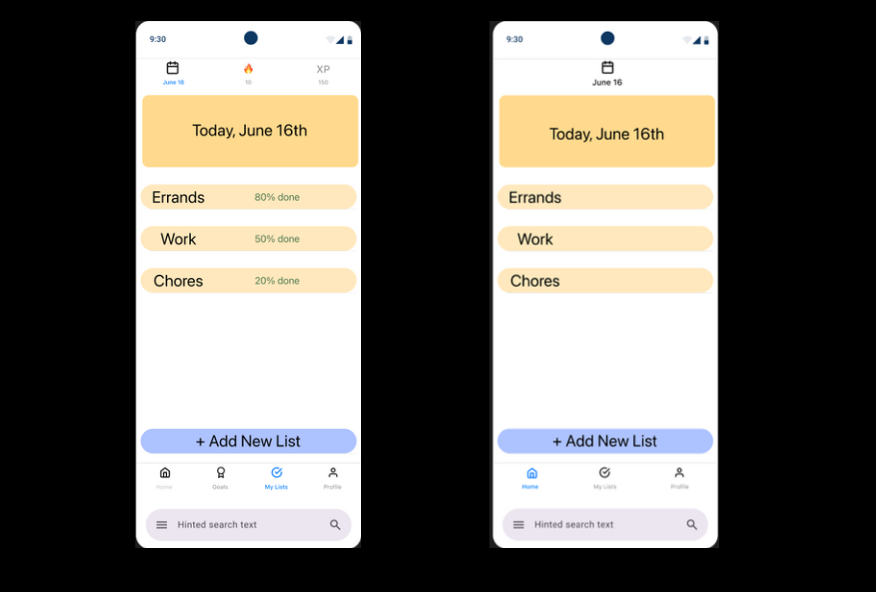 9:30
XP
June 16
10
150
Today, June 16th
Errands
80% done
Work
50% done
Chores
20% done
+ Add New List
Home
Goals
My Lists
Profile
Hinted search text
9:30
June 16
Today, June 16th
Errands
Work
Chores
+ Add New List
Home
My Lists
Profile
Hinted search text